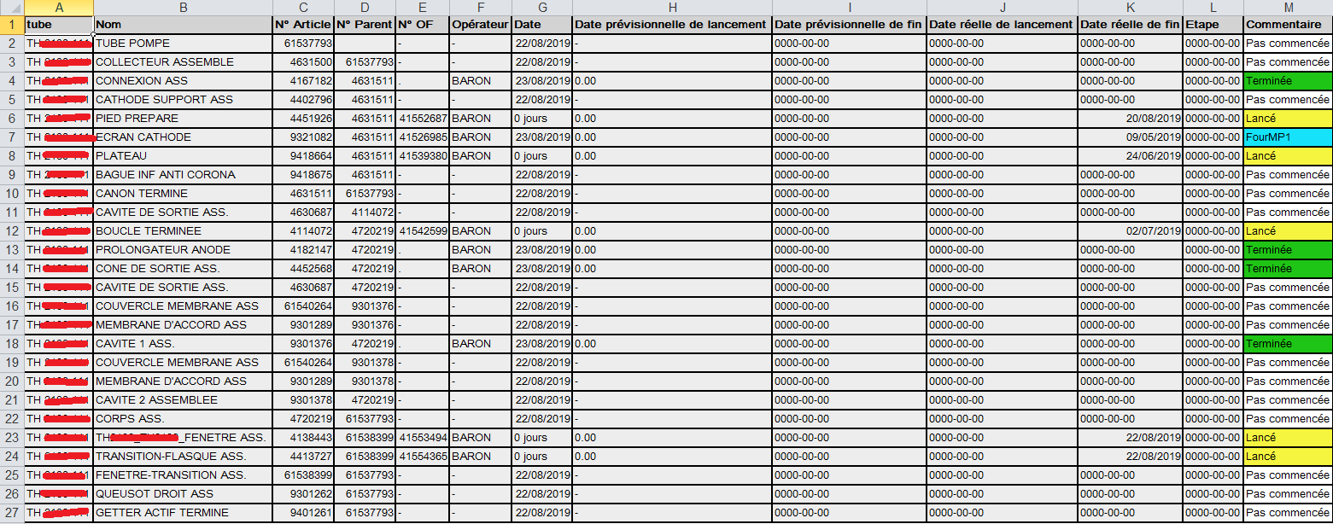 A B C D E F G H I J K L M
1 tube Nom N° Article N° Parent N° OF Opérateur Date Date prévisionnelle de lancement Date prévisionnelle de fin Date réelle de lancement Date réelle de fin Etape Commentaire
2 TH TUBE POMPE 61537793 - - 22/08/2019 - 0000-00-00 0000-00-00 0000-00-00 0000-00-00 Pas commencée
3 TH COLLECTEUR ASSEMBLE 4631500 61537793 - - 22/08/2019 - 0000-00-00 0000-00-00 0000-00-00 0000-00-00 Pas commencée
4 TH CONNEXION ASS 4167182 4631511 . BARON 23/08/2019 0.00 0000-00-00 0000-00-00 0000-00-00 0000-00-00 Terminée
5 TH CATHODE SUPPORT ASS 4402796 4631511 - - 22/08/2019 - 0000-00-00 0000-00-00 0000-00-00 0000-00-00 Pas commencée
6 TH PIED PREPARE 4451926 4631511 41552687 BARON 0 jours 0.00 0000-00-00 0000-00-00 20/08/2019 0000-00-00 Lancé
7 TH ECRAN CATHODE 9321082 4631511 41526985 BARON 23/08/2019 0.00 0000-00-00 0000-00-00 09/05/2019 0000-00-00 FourMP1
8 TH PLATEAU 9418664 4631511 41539380 BARON 0 jours 0.00 0000-00-00 0000-00-00 24/06/2019 0000-00-00 Lancé
9 TH BAGUE INF ANTI CORONA 9418675 4631511 - - 22/08/2019 - 0000-00-00 0000-00-00 0000-00-00 0000-00-00 Pas commencée
10 TH CANON TERMINE 4631511 61537793 - - 22/08/2019 - 0000-00-00 0000-00-00 0000-00-00 0000-00-00 Pas commencée
11 TH CAVITE DE SORTIE ASS. 4630687 4114072 - - 22/08/2019 - 0000-00-00 0000-00-00 0000-00-00 0000-00-00 Pas commencée
12 TH BOUCLE TERMINEE 4114072 4720219 41542599 BARON 0 jours 0.00 0000-00-00 0000-00-00 02/07/2019 0000-00-00 Lancé
13 TH PROLONGATEUR ANODE 4182147 4720219 . BARON 23/08/2019 0.00 0000-00-00 0000-00-00 0000-00-00 0000-00-00 Terminée
14 TH CONE DE SORTIE ASS. 4452568 4720219 . BARON 23/08/2019 0.00 0000-00-00 0000-00-00 0000-00-00 0000-00-00 Terminée
15 TH CAVITE DE SORTIE ASS. 4630687 4720219 - - 22/08/2019 - 0000-00-00 0000-00-00 0000-00-00 0000-00-00 Pas commencée
16 TH COUVERCLE MEMBRANE ASS 61540264 9301376 - - 22/08/2019 - 0000-00-00 0000-00-00 0000-00-00 0000-00-00 Pas commencée
17 TH MEMBRANE D'ACCORD ASS 9301289 9301376 - - 22/08/2019 - 0000-00-00 0000-00-00 0000-00-00 0000-00-00 Pas commencée
18 TH CAVITE 1 ASS. 9301376 4720219 . BARON 23/08/2019 0.00 0000-00-00 0000-00-00 0000-00-00 0000-00-00 Terminée
19 TH COUVERCLE MEMBRANE ASS 61540264 9301378 - - 22/08/2019 - 0000-00-00 0000-00-00 0000-00-00 0000-00-00 Pas commencée
20 TH MEMBRANE D'ACCORD ASS 9301289 9301378 - - 22/08/2019 - 0000-00-00 0000-00-00 0000-00-00 0000-00-00 Pas commencée
21 TH CAVITE 2 ASSEMBLEE 9301378 4720219 - - 22/08/2019 - 0000-00-00 0000-00-00 0000-00-00 0000-00-00 Pas commencée
22 TH CORPS ASS. 4720219 61537793 - - 22/08/2019 - 0000-00-00 0000-00-00 0000-00-00 0000-00-00 Pas commencée
23 TH _FENETRE ASS. 4138443 61538399 41553494 BARON 0 jours 0.00 0000-00-00 0000-00-00 22/08/2019 0000-00-00 Lancé
24 TH TRANSITION-FLASQUE ASS. 4413727 61538399 41554365 BARON 0 jours 0.00 0000-00-00 0000-00-00 22/08/2019 0000-00-00 Lancé
25 TH FENETRE-TRANSITION ASS. 61538399 61537793 - - 22/08/2019 - 0000-00-00 0000-00-00 0000-00-00 0000-00-00 Pas commencée
26 TH QUEUSOT DROIT ASS 9301262 61537793 - - 22/08/2019 - 0000-00-00 0000-00-00 0000-00-00 0000-00-00 Pas commencée
27 TH GETTER ACTIF TERMINE 9401261 61537793 - - 22/08/2019 - 0000-00-00 0000-00-00 0000-00-00 0000-00-00 Pas commencée